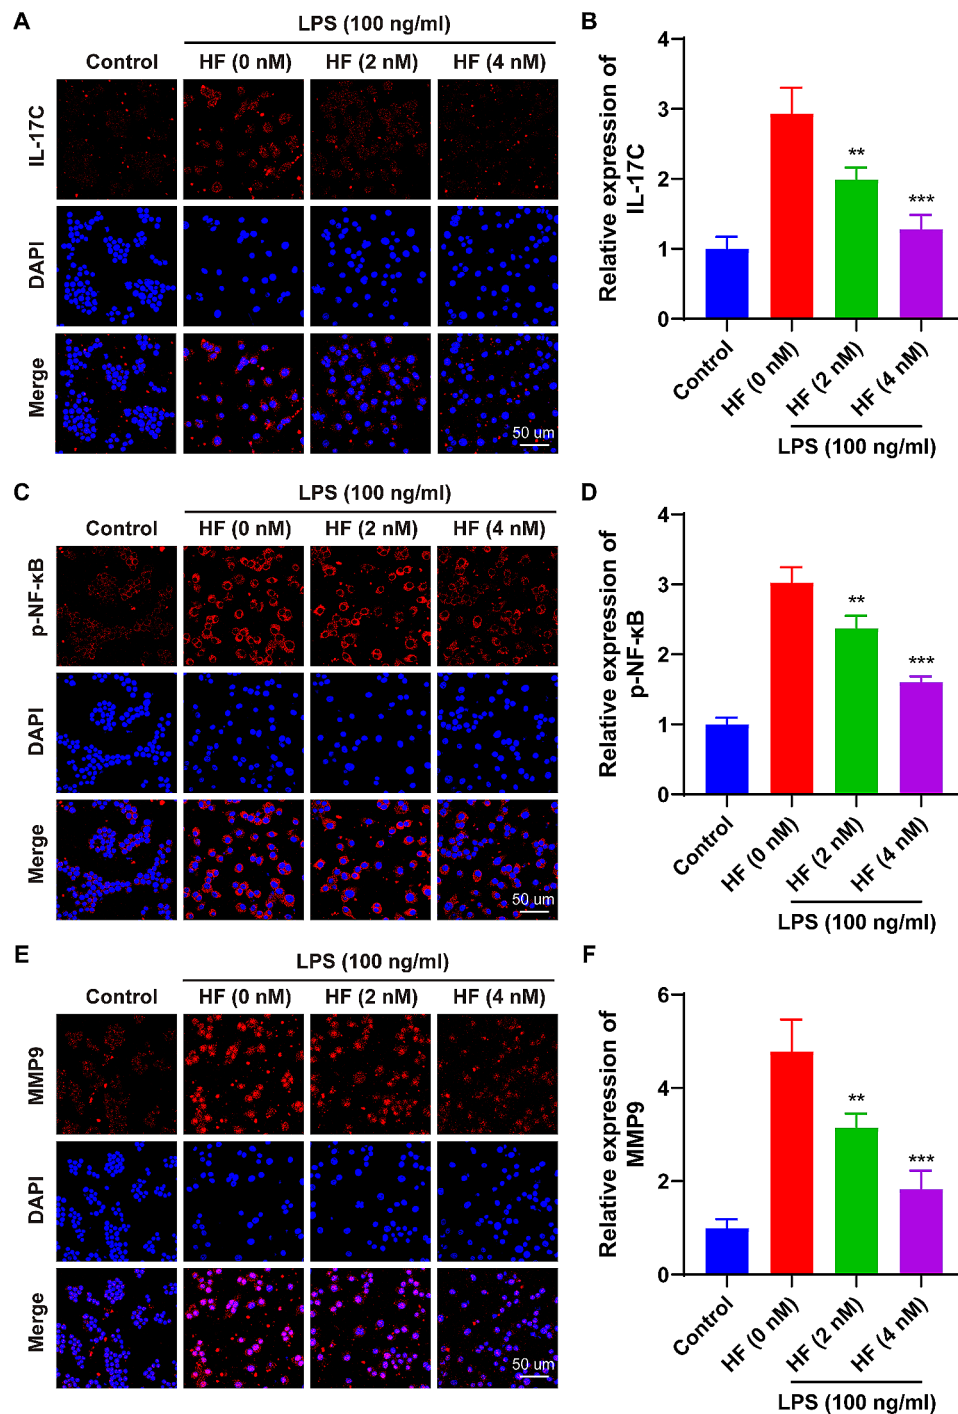 A
LPS (100 ng/ml)
Control HF (0 nM) HF (2 nM) HF (4 nM)
IL-17C
DAPI
Merge
50 um
B
Relative expression of
IL-17C
4
3
2
1
0
**
***
Control
HF (0 nM)
HF (2 nM)
HF (4 nM)
LPS (100 ng/ml)
C
LPS (100 ng/ml)
Control HF (0 nM) HF (2 nM) HF (4 nM)
p-NF-κB
DAPI
Merge
50 um
D
Relative expression of
p-NF-κB
4
3
2
1
0
**
***
Control
HF (0 nM)
HF (2 nM)
HF (4 nM)
LPS (100 ng/ml)
E
LPS (100 ng/ml)
Control HF (0 nM) HF (2 nM) HF (4 nM)
MMP9
DAPI
Merge
50 um
F
Relative expression of
MMP9
6
4
2
0
**
***
Control
HF (0 nM)
HF (2 nM)
HF (4 nM)
LPS (100 ng/ml)